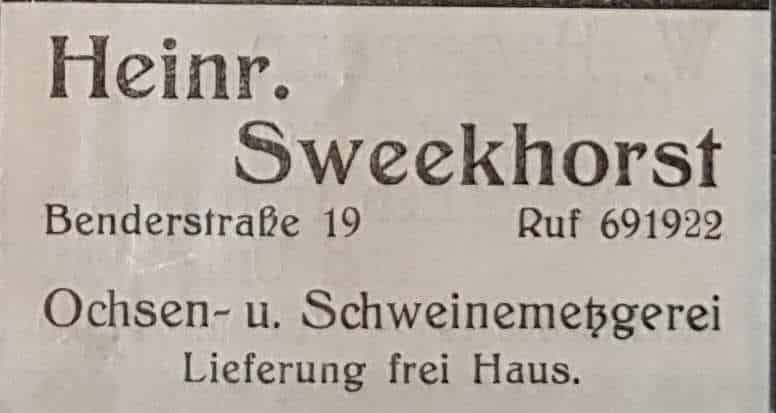 Heinr.
Sweekhorst
Benderstraße 19 Ruf 691922
Ochsen- u. Schweinemetzgerei
Lieferung frei Haus.